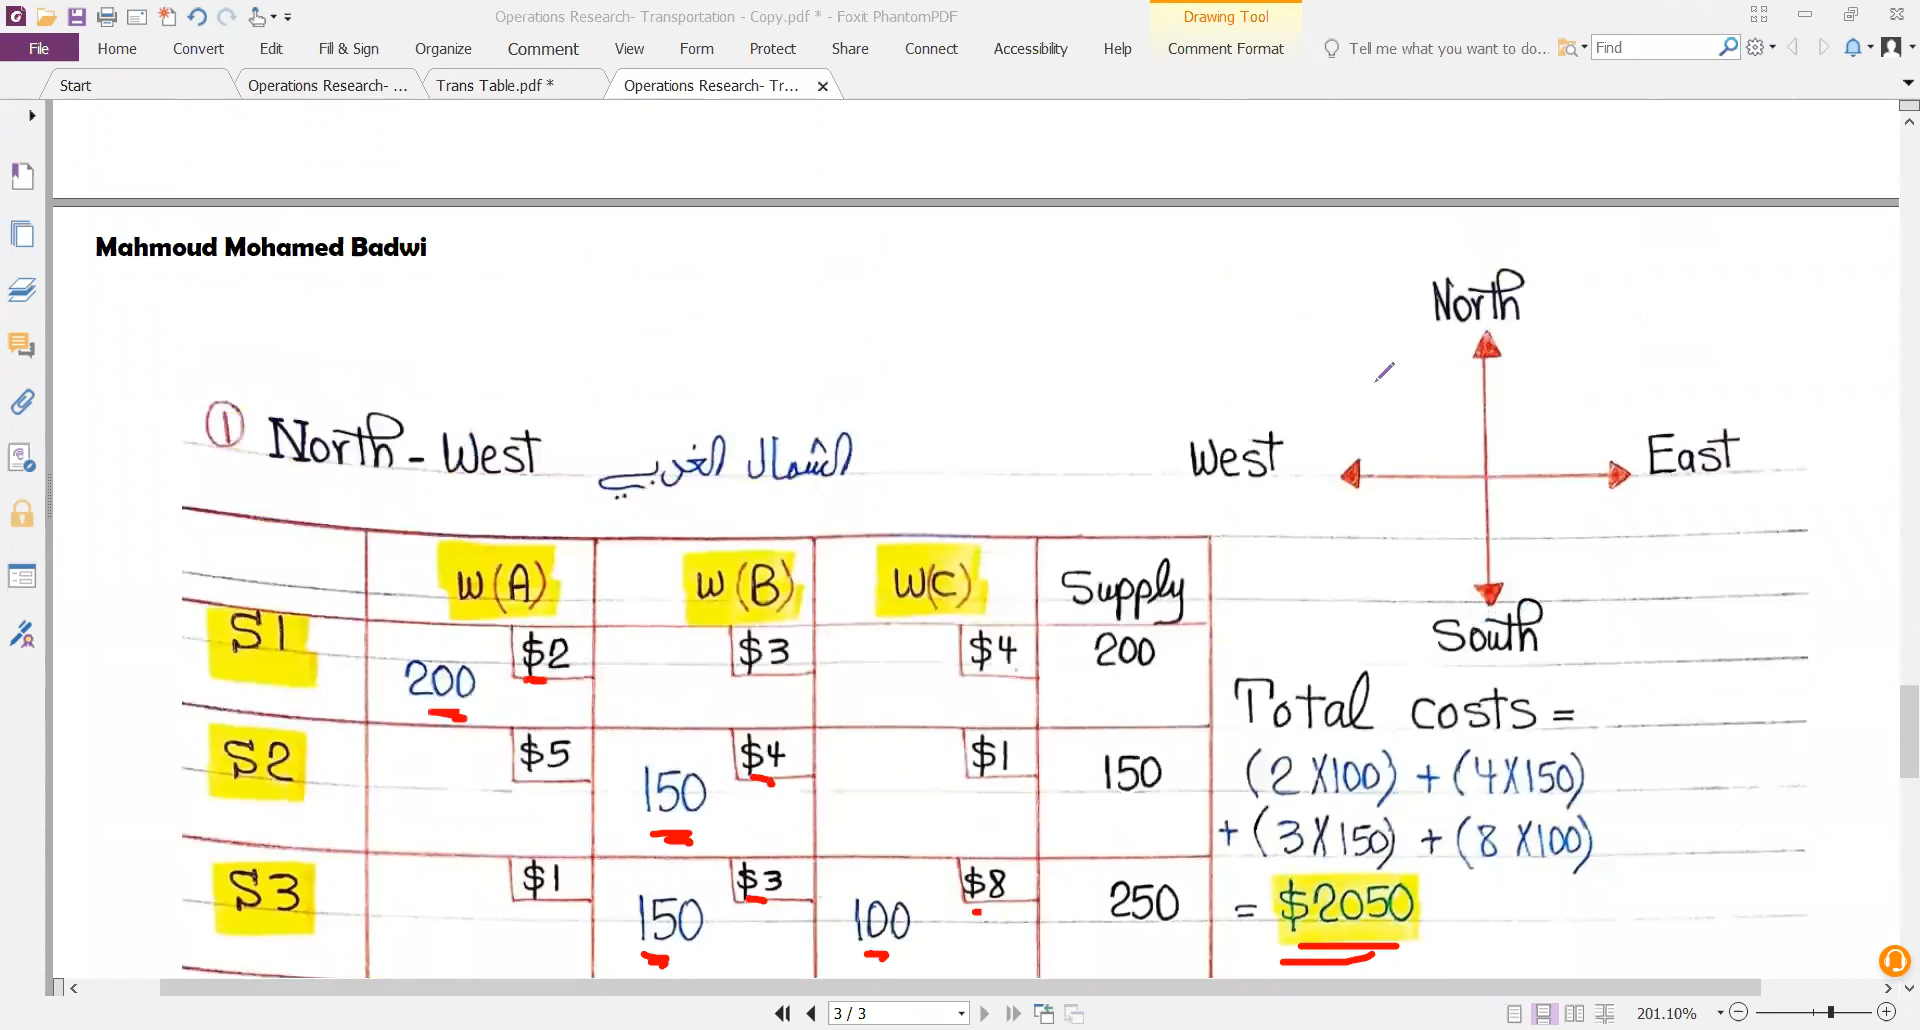 Operations Research- Transportation - Copy.pdf * - Foxit PhantomPDF
Drawing Tool
File Home Convert Edit Fill & Sign Organize Comment View Form Protect Share Connect Accessibility Help Comment Format Tell me what you want to do... Find
Start Operations Research- ... Trans Table.pdf * Operations Research- Tr...
Mahmoud Mohamed Badwi
North
1 North-West الشمال الغربي
West East
South
W(A) W(B) W(C) Supply
S1 200 $2 $3 $4 200
S2 $5 150 $4 $1 150
S3 $1 150 $3 100 $8 250
Total costs =
(2X100) + (4X150)
+ (3X150) + (8X100)
= $2050
3 / 3 201.10%